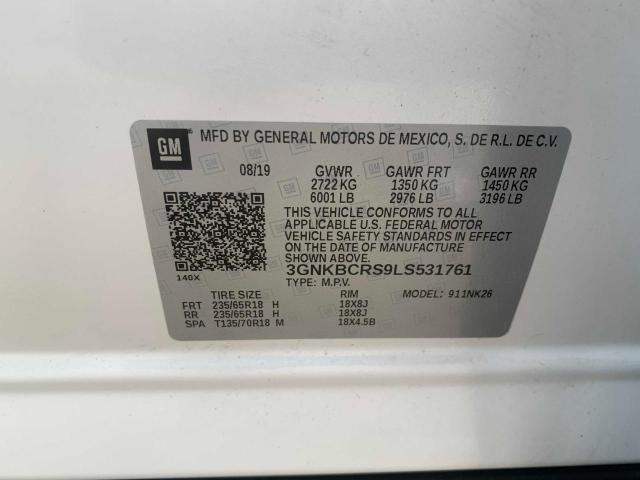 GM MFD BY GENERAL MOTORS DE MEXICO, S. DE R.L. DE C.V.
08/19 GVWR GAWR FRT GAWR RR
2722 KG 1350 KG 1450 KG
6001 LB 2976 LB 3196 LB
THIS VEHICLE CONFORMS TO ALL
APPLICABLE U.S. FEDERAL MOTOR
VEHICLE SAFETY STANDARDS IN EFFECT
ON THE DATE OF MANUFACTURE
SHOWN ABOVE.
140X 3GNKBCRS9LS531761
TYPE: M.P.V. MODEL: 911NK26
TIRE SIZE RIM
FRT 235/65R18 H 18X8J
RR 235/65R18 H 18X8J
SPA T135/70R18 M 18X4.5B